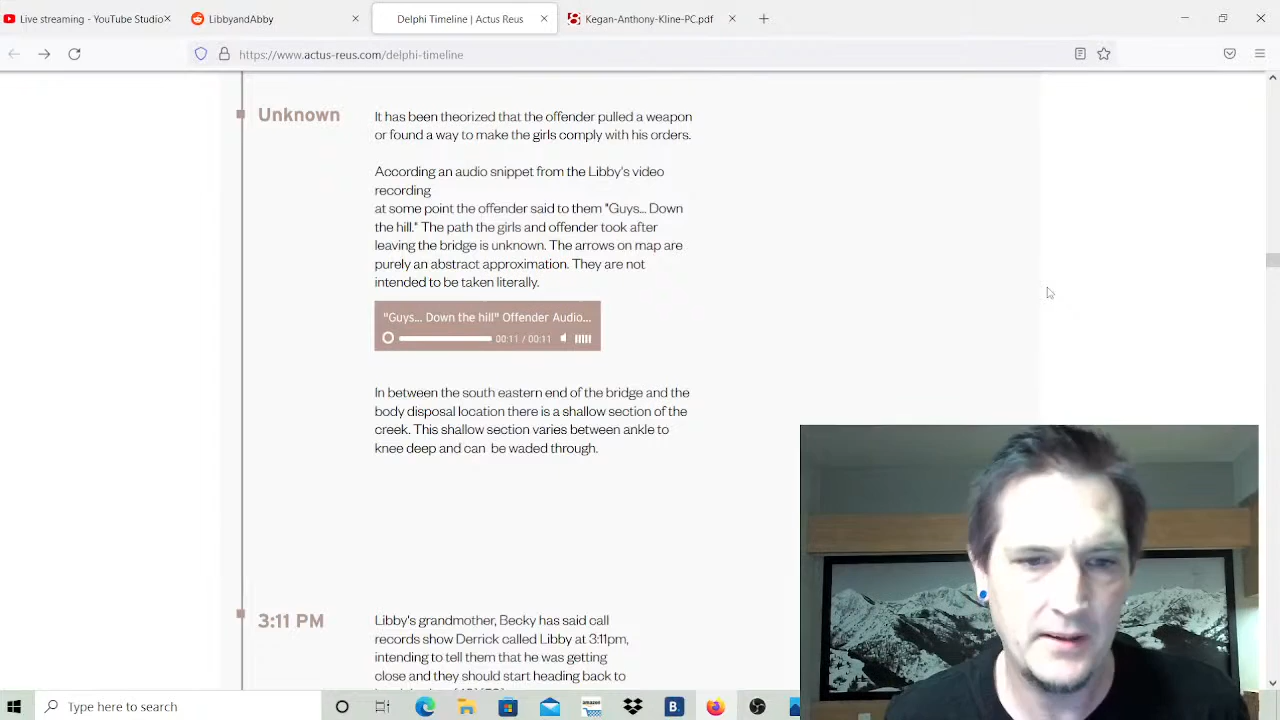 Live streaming - YouTube Studio
LibbyandAbby
Delphi Timeline | Actus Reus
Kegan-Anthony-Kline-PC.pdf
https://www.actus-reus.com/delphi-timeline
Unknown
It has been theorized that the offender pulled a weapon
or found a way to make the girls comply with his orders.
According an audio snippet from the Libby's video
recording
at some point the offender said to them "Guys... Down
the hill." The path the girls and offender took after
leaving the bridge is unknown. The arrows on map are
purely an abstract approximation. They are not
intended to be taken literally.
"Guys... Down the hill" Offender Audio...
00:11 / 00:11
In between the south eastern end of the bridge and the
body disposal location there is a shallow section of the
creek. This shallow section varies between ankle to
knee deep and can be waded through.
3:11 PM
Libby's grandmother, Becky has said call
records show Derrick called Libby at 3:11pm,
intending to tell them that he was getting
close and they should start heading back to
Type here to search
amazon
B